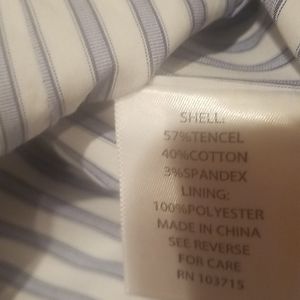 SHELL:
57%TENCEL
40%COTTON
3%SPANDEX
LINING:
100%POLYESTER
MADE IN CHINA
SEE REVERSE
FOR CARE
RN 103715